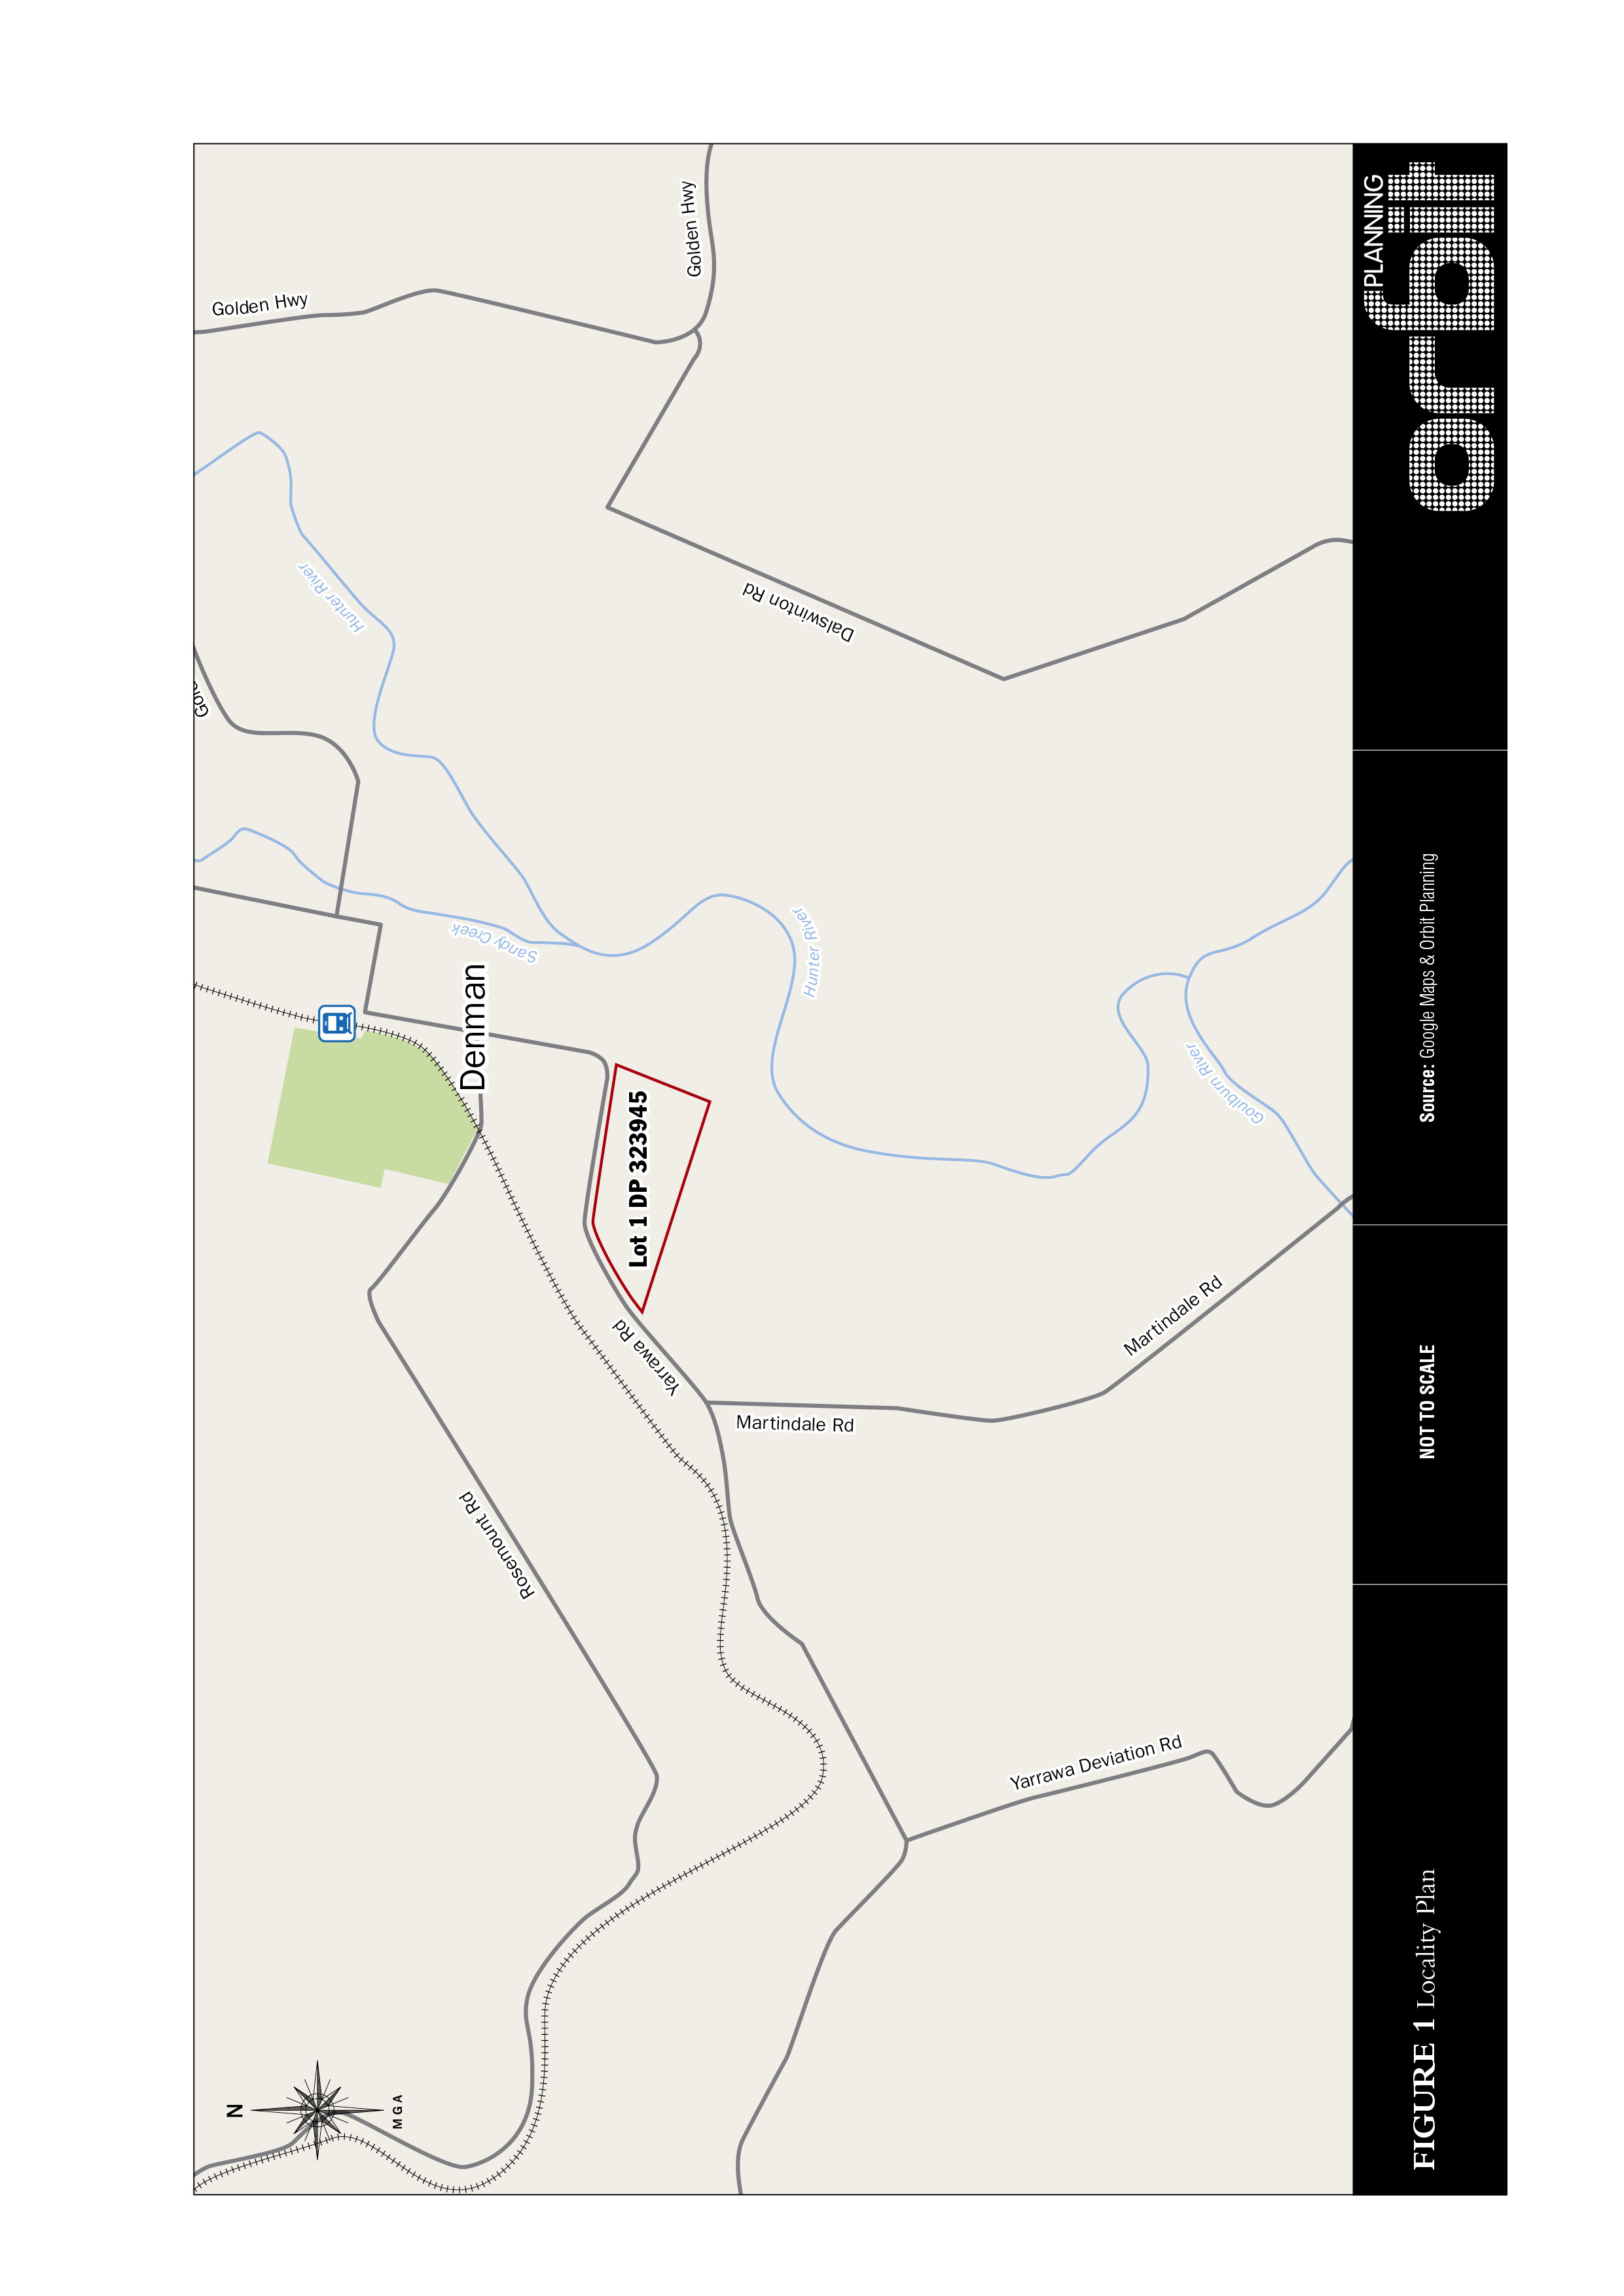 N
MGA
Golden Hwy
Golden Hwy
Gol
Hunter River
Sandy Creek
Denman
Dalswinton Rd
Hunter River
Lot 1 DP 323945
Yarrawa Rd
Rosemount Rd
Martindale Rd
Martindale Rd
Goulburn River
Yarrawa Deviation Rd
FIGURE 1 Locality Plan
NOT TO SCALE
Source: Google Maps & Orbit Planning
PLANNING
orbit